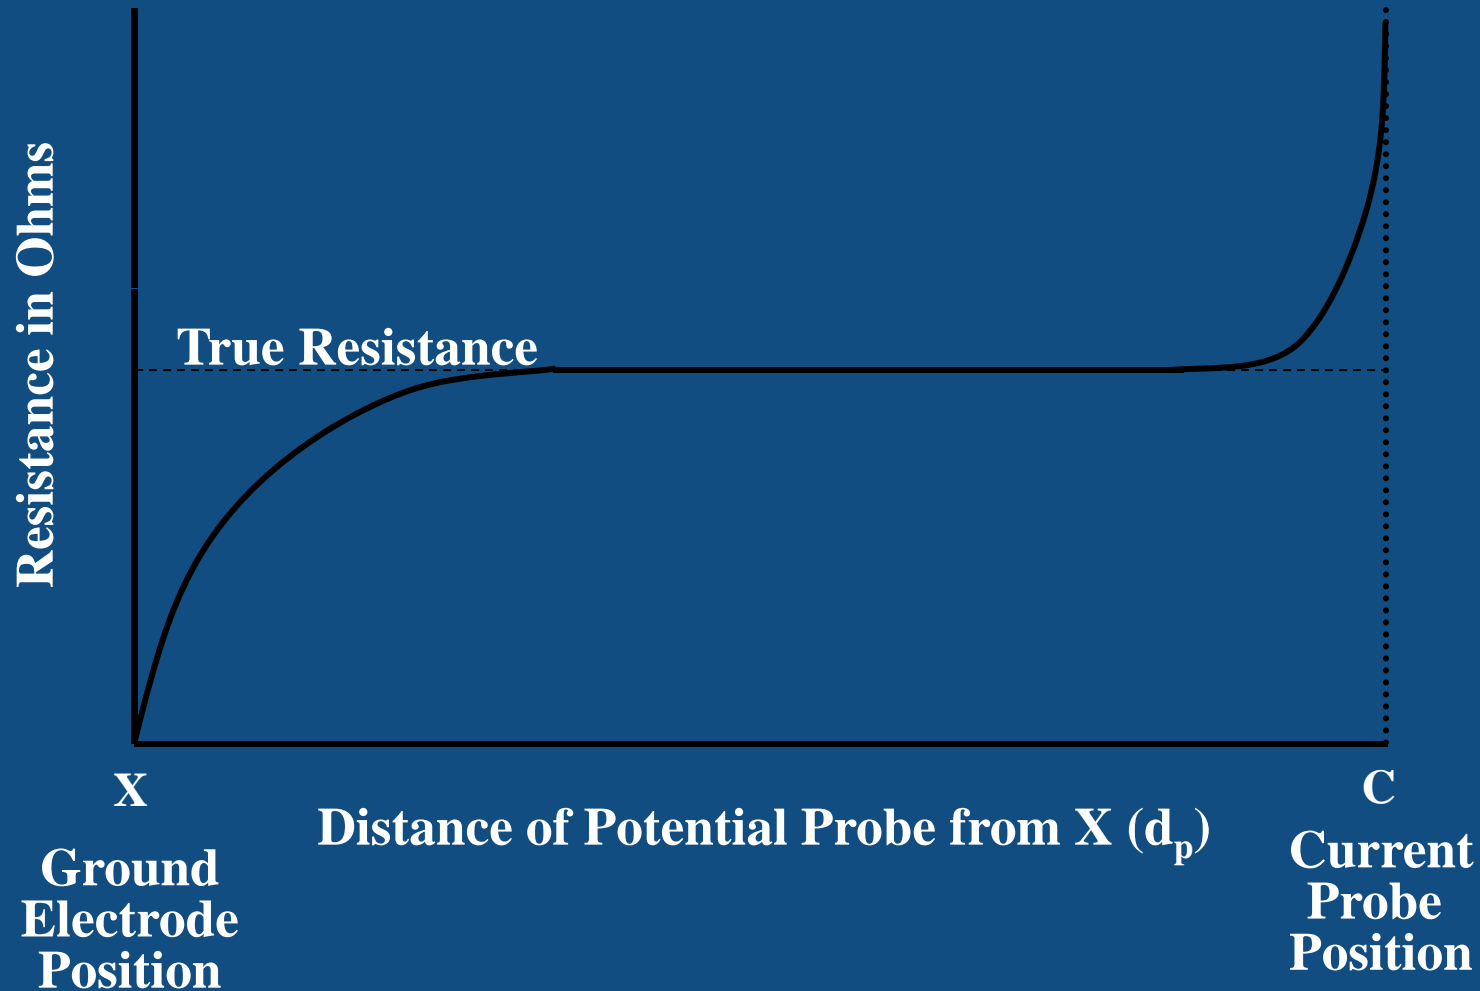 Resistance in Ohms
True Resistance
X
C
Distance of Potential Probe from X (dp)
Ground
Electrode
Position
Current
Probe
Position